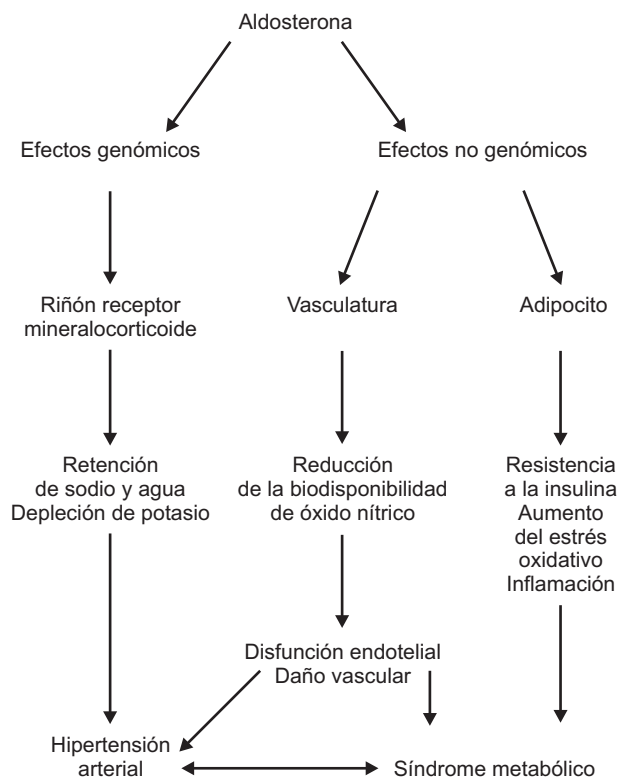 Aldosterona
Efectos genómicos
Efectos no genómicos
Riñón receptor
mineralocorticoide
Vasculatura
Adipocito
Retención
de sodio y agua
Depleción de potasio
Reducción
de la biodisponibilidad
de óxido nítrico
Resistencia
a la insulina
Aumento
del estrés
oxidativo
Inflamación
Disfunción endotelial
Daño vascular
Hipertensión
arterial
Síndrome metabólico